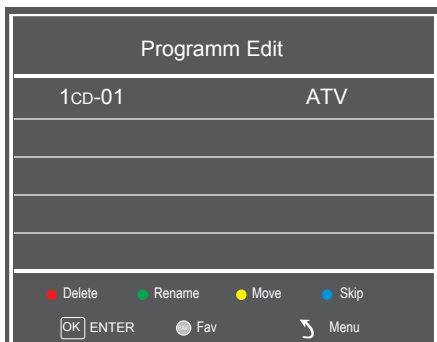 Programm Edit
1CD-01 ATV
Delete Rename Move Skip
OK ENTER Fav Menu